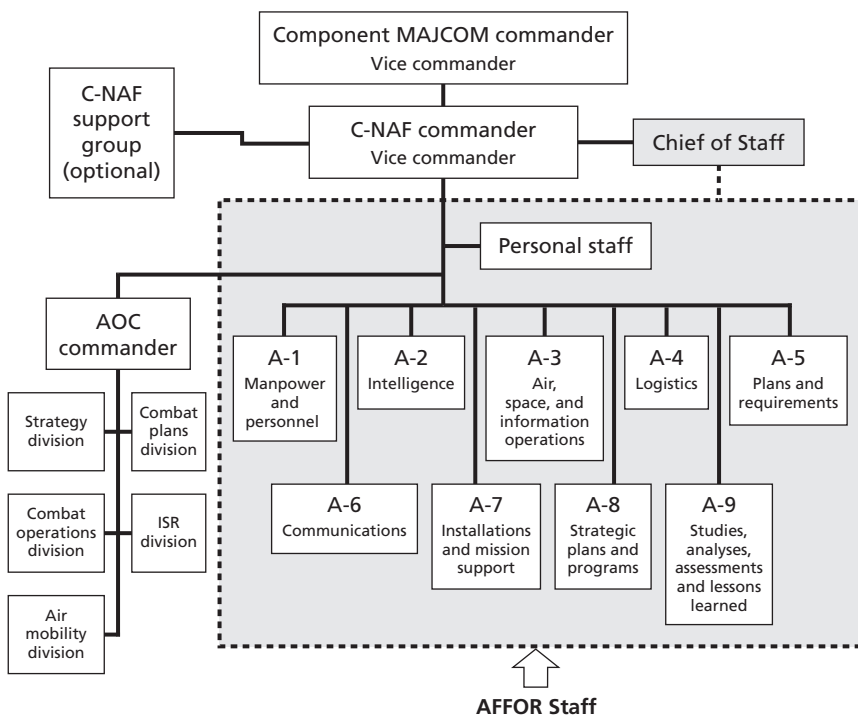 Component MAJCOM commander
Vice commander
C-NAF
support
group
(optional)
C-NAF commander
Vice commander
Chief of Staff
Personal staff
AOC
commander
Strategy
division
Combat
plans
division
Combat
operations
division
ISR
division
Air
mobility
division
A-1
Manpower
and
personnel
A-2
Intelligence
A-3
Air,
space, and
information
operations
A-4
Logistics
A-5
Plans and
requirements
A-6
Communications
A-7
Installations
and mission
support
A-8
Strategic
plans and
programs
A-9
Studies,
analyses,
assessments
and lessons
learned
AFFOR Staff